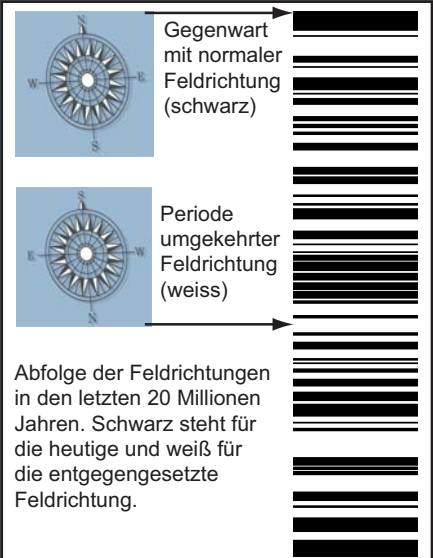 N
W
E
S
Gegenwart
mit normaler
Feldrichtung
(schwarz)
S
E
W
N
Periode
umgekehrter
Feldrichtung
(weiss)
Abfolge der Feldrichtungen
in den letzten 20 Millionen
Jahren. Schwarz steht für
die heutige und weiß für
die entgegengesetzte
Feldrichtung.